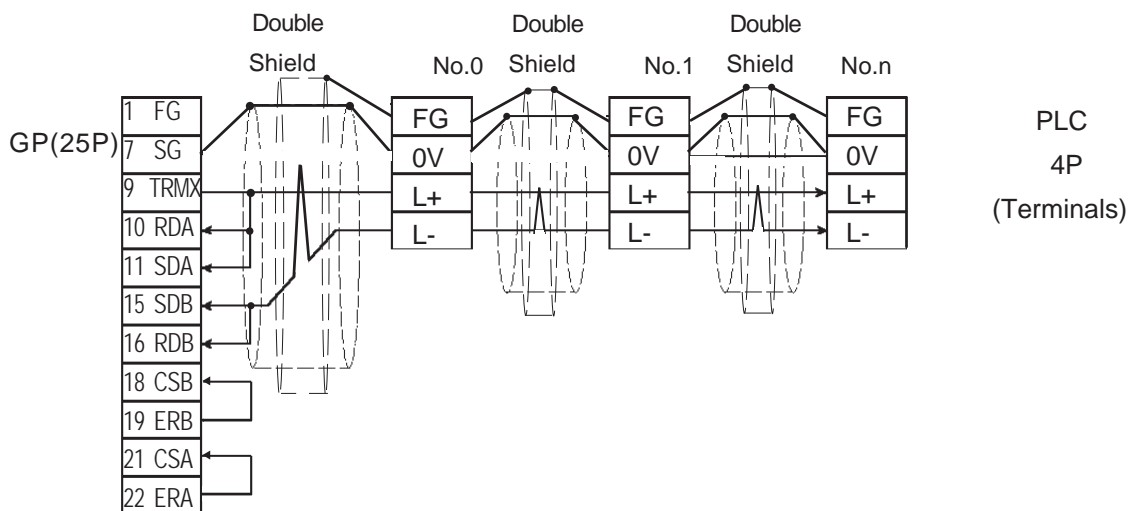 Double Shield
Double Shield
Double Shield
No.0
No.1
No.n
GP(25P)
1 FG
7 SG
9 TRMX
10 RDA
11 SDA
15 SDB
16 RDB
18 CSB
19 ERB
21 CSA
22 ERA
FG
0V
L+
L-
FG
0V
L+
L-
FG
0V
L+
L-
PLC
4P
(Terminals)